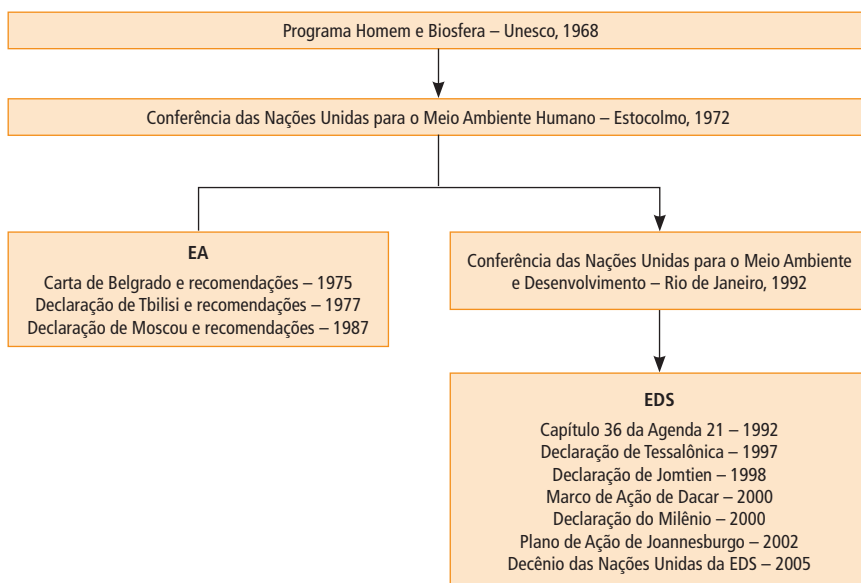 Programa Homem e Biosfera – Unesco, 1968
Conferência das Nações Unidas para o Meio Ambiente Humano – Estocolmo, 1972
EA
Carta de Belgrado e recomendações – 1975
Declaração de Tbilisi e recomendações – 1977
Declaração de Moscou e recomendações – 1987
Conferência das Nações Unidas para o Meio Ambiente
e Desenvolvimento – Rio de Janeiro, 1992
EDS
Capítulo 36 da Agenda 21 – 1992
Declaração de Tessalônica – 1997
Declaração de Jomtien – 1998
Marco de Ação de Dacar – 2000
Declaração do Milênio – 2000
Plano de Ação de Joannesburgo – 2002
Decênio das Nações Unidas da EDS – 2005